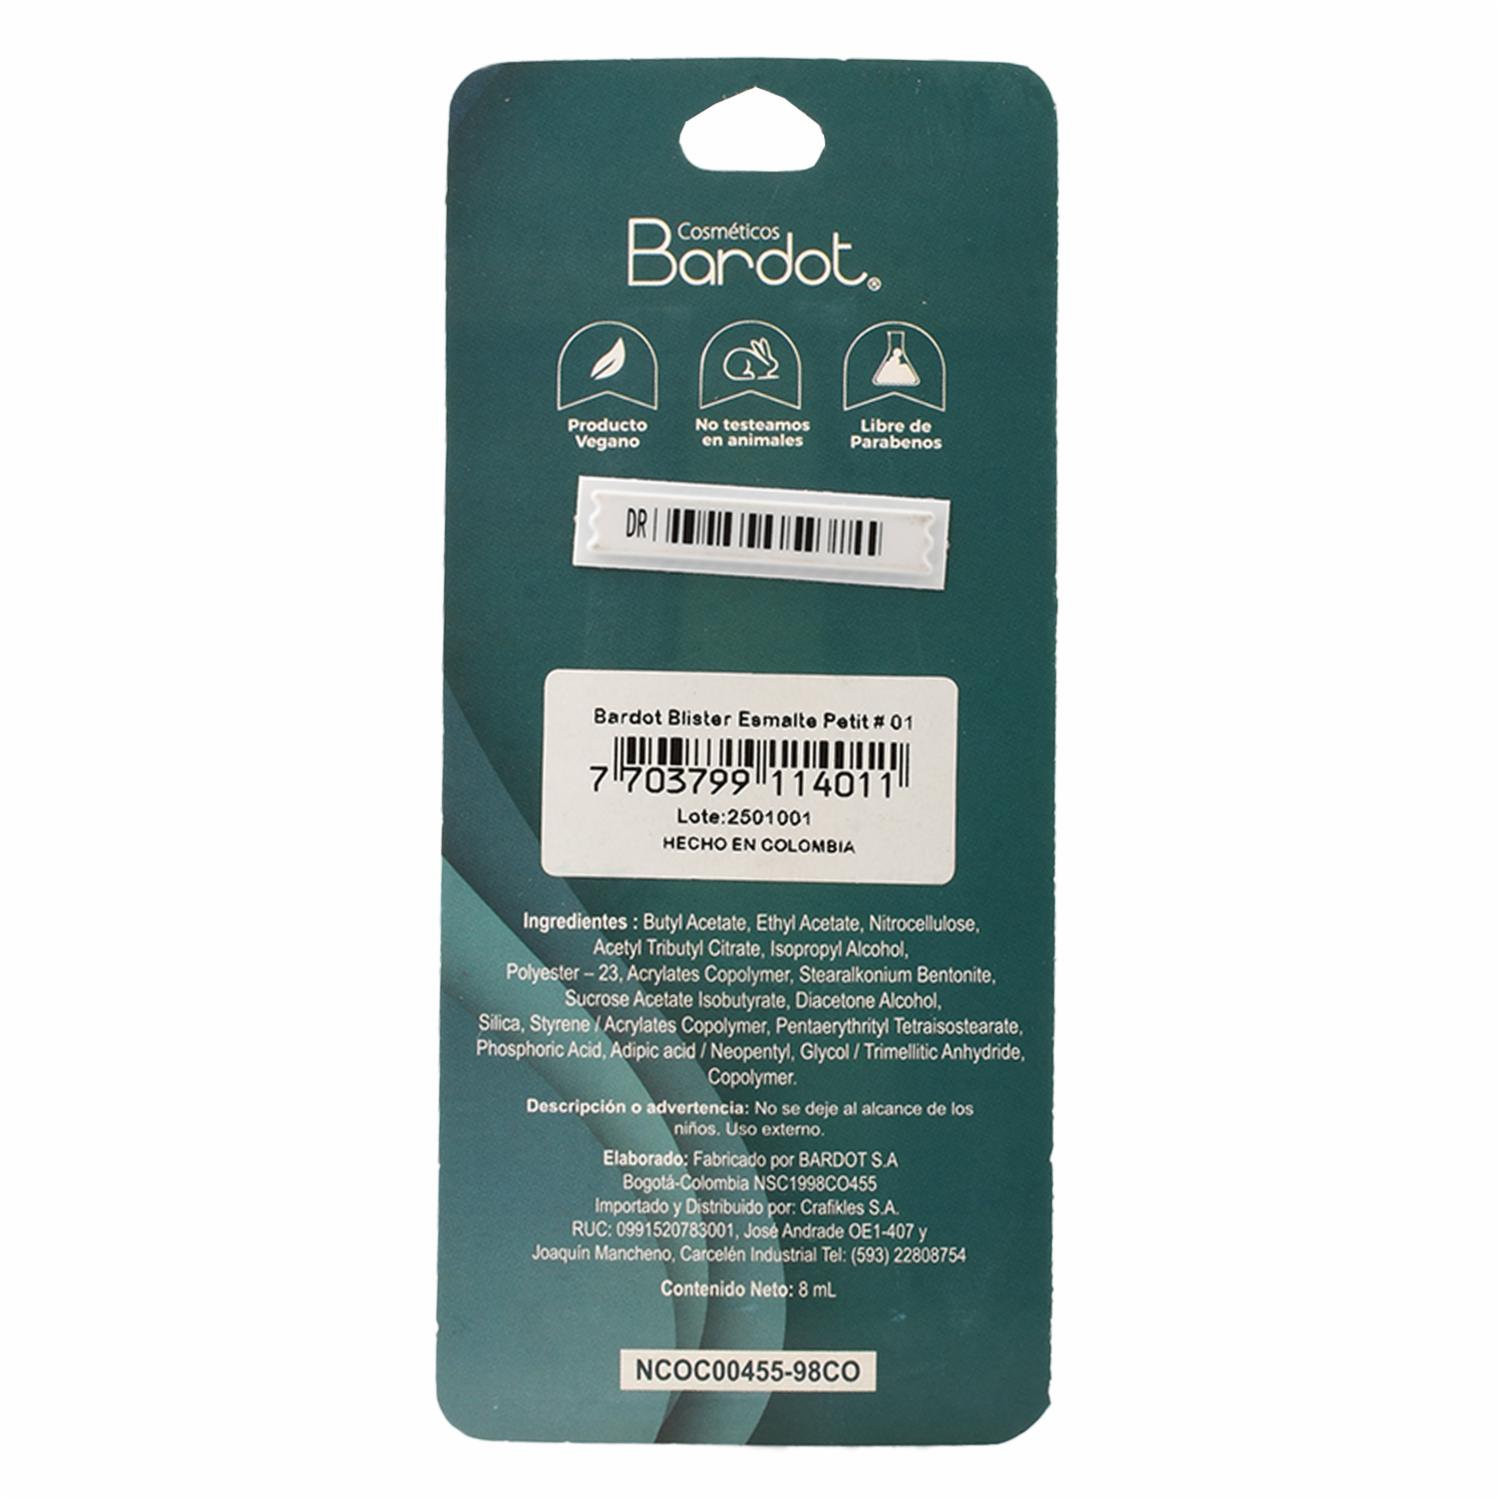 Cosméticos
Bardot®
Producto
Vegano
No testeamos
en animales
Libre de
Parabenos
DR
Bardot Blister Esmalte Petit # 01
7 703799 114011
Lote:2501001
HECHO EN COLOMBIA
Ingredientes : Butyl Acetate, Ethyl Acetate, Nitrocellulose,
Acetyl Tributyl Citrate, Isopropyl Alcohol,
Polyester – 23, Acrylates Copolymer, Stearalkonium Bentonite,
Sucrose Acetate Isobutyrate, Diacetone Alcohol,
Silica, Styrene / Acrylates Copolymer, Pentaerythrityl Tetraisostearate,
Phosphoric Acid, Adipic acid / Neopentyl, Glycol / Trimellitic Anhydride,
Copolymer.
Descripción o advertencia: No se deje al alcance de los
niños. Uso externo.
Elaborado: Fabricado por BARDOT S.A
Bogotá-Colombia NSC1998CO455
Importado y Distribuido por: Crafikles S.A.
RUC: 0991520783001, José Andrade OE1-407 y
Joaquín Mancheno, Carcelén Industrial Tel: (593) 22808754
Contenido Neto: 8 mL
NCOC00455-98CO